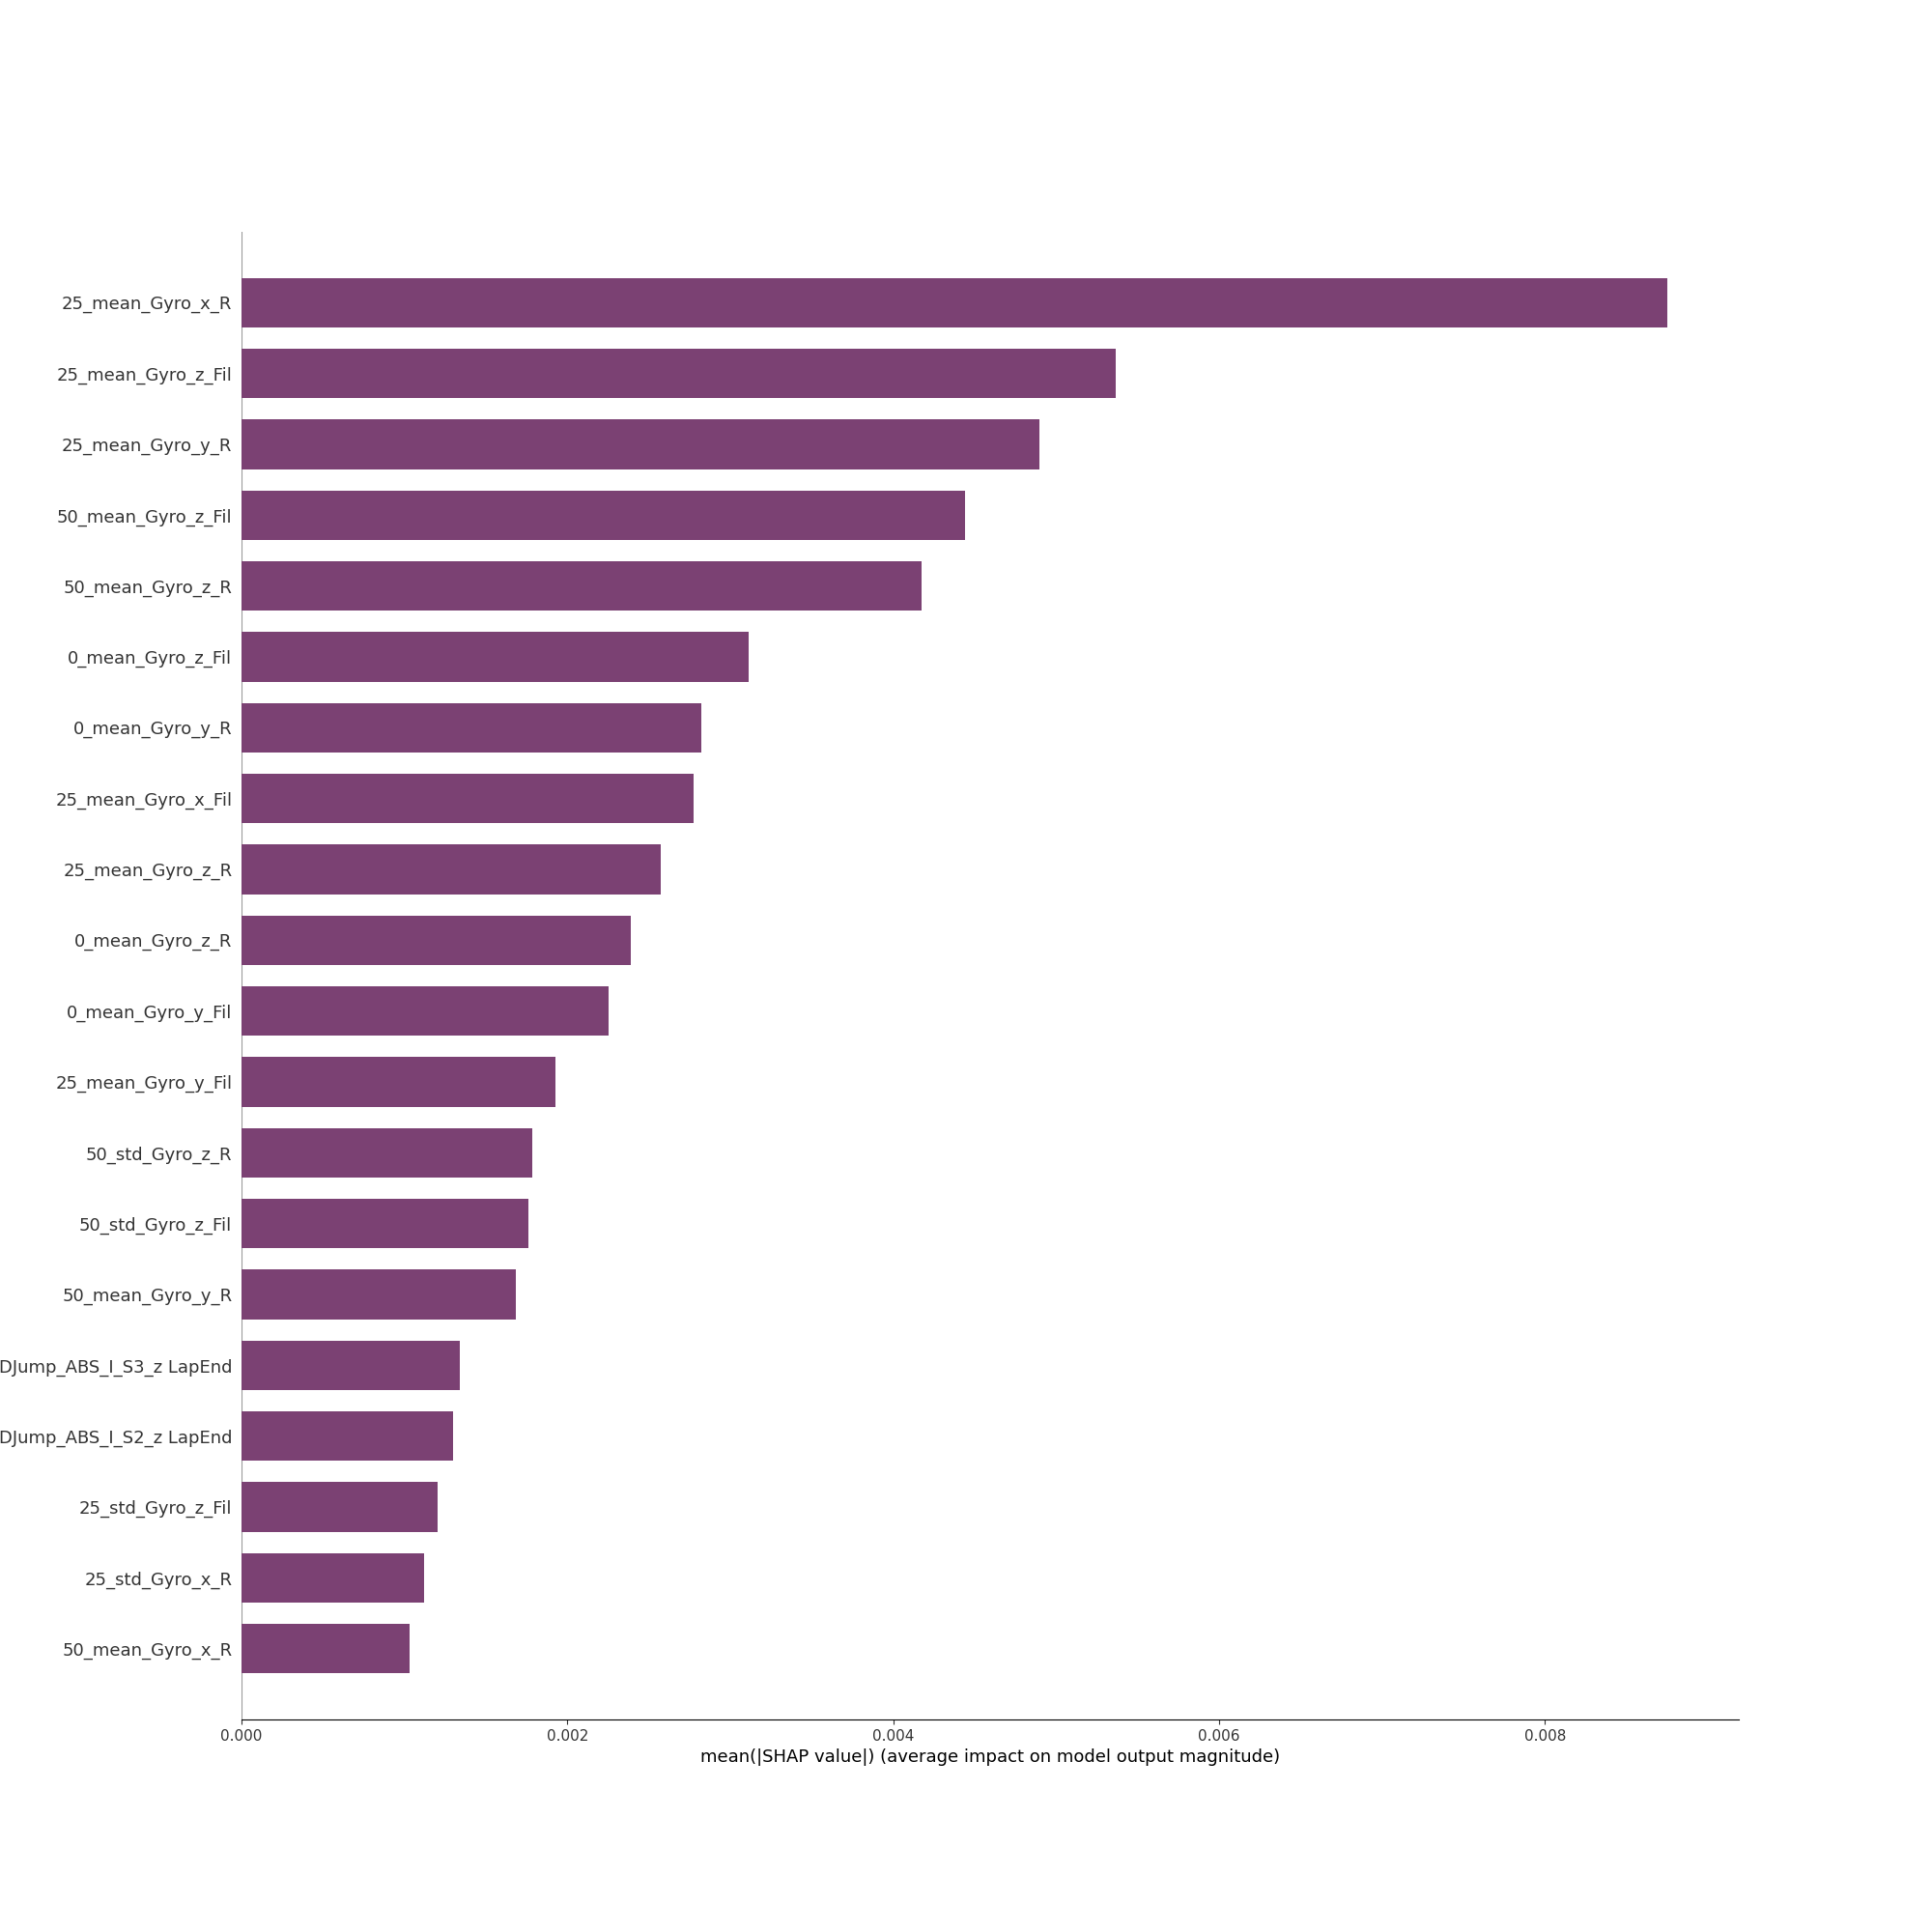 25_mean_Gyro_x_R
25_mean_Gyro_z_Fil
25_mean_Gyro_y_R
50_mean_Gyro_z_Fil
50_mean_Gyro_z_R
0_mean_Gyro_z_Fil
0_mean_Gyro_y_R
25_mean_Gyro_x_Fil
25_mean_Gyro_z_R
0_mean_Gyro_z_R
0_mean_Gyro_y_Fil
25_mean_Gyro_y_Fil
50_std_Gyro_z_R
50_std_Gyro_z_Fil
50_mean_Gyro_y_R
DJump_ABS_I_S3_z LapEnd
DJump_ABS_I_S2_z LapEnd
25_std_Gyro_z_Fil
25_std_Gyro_x_R
50_mean_Gyro_x_R
0.000 0.002 0.004 0.006 0.008
mean(|SHAP value|) (average impact on model output magnitude)